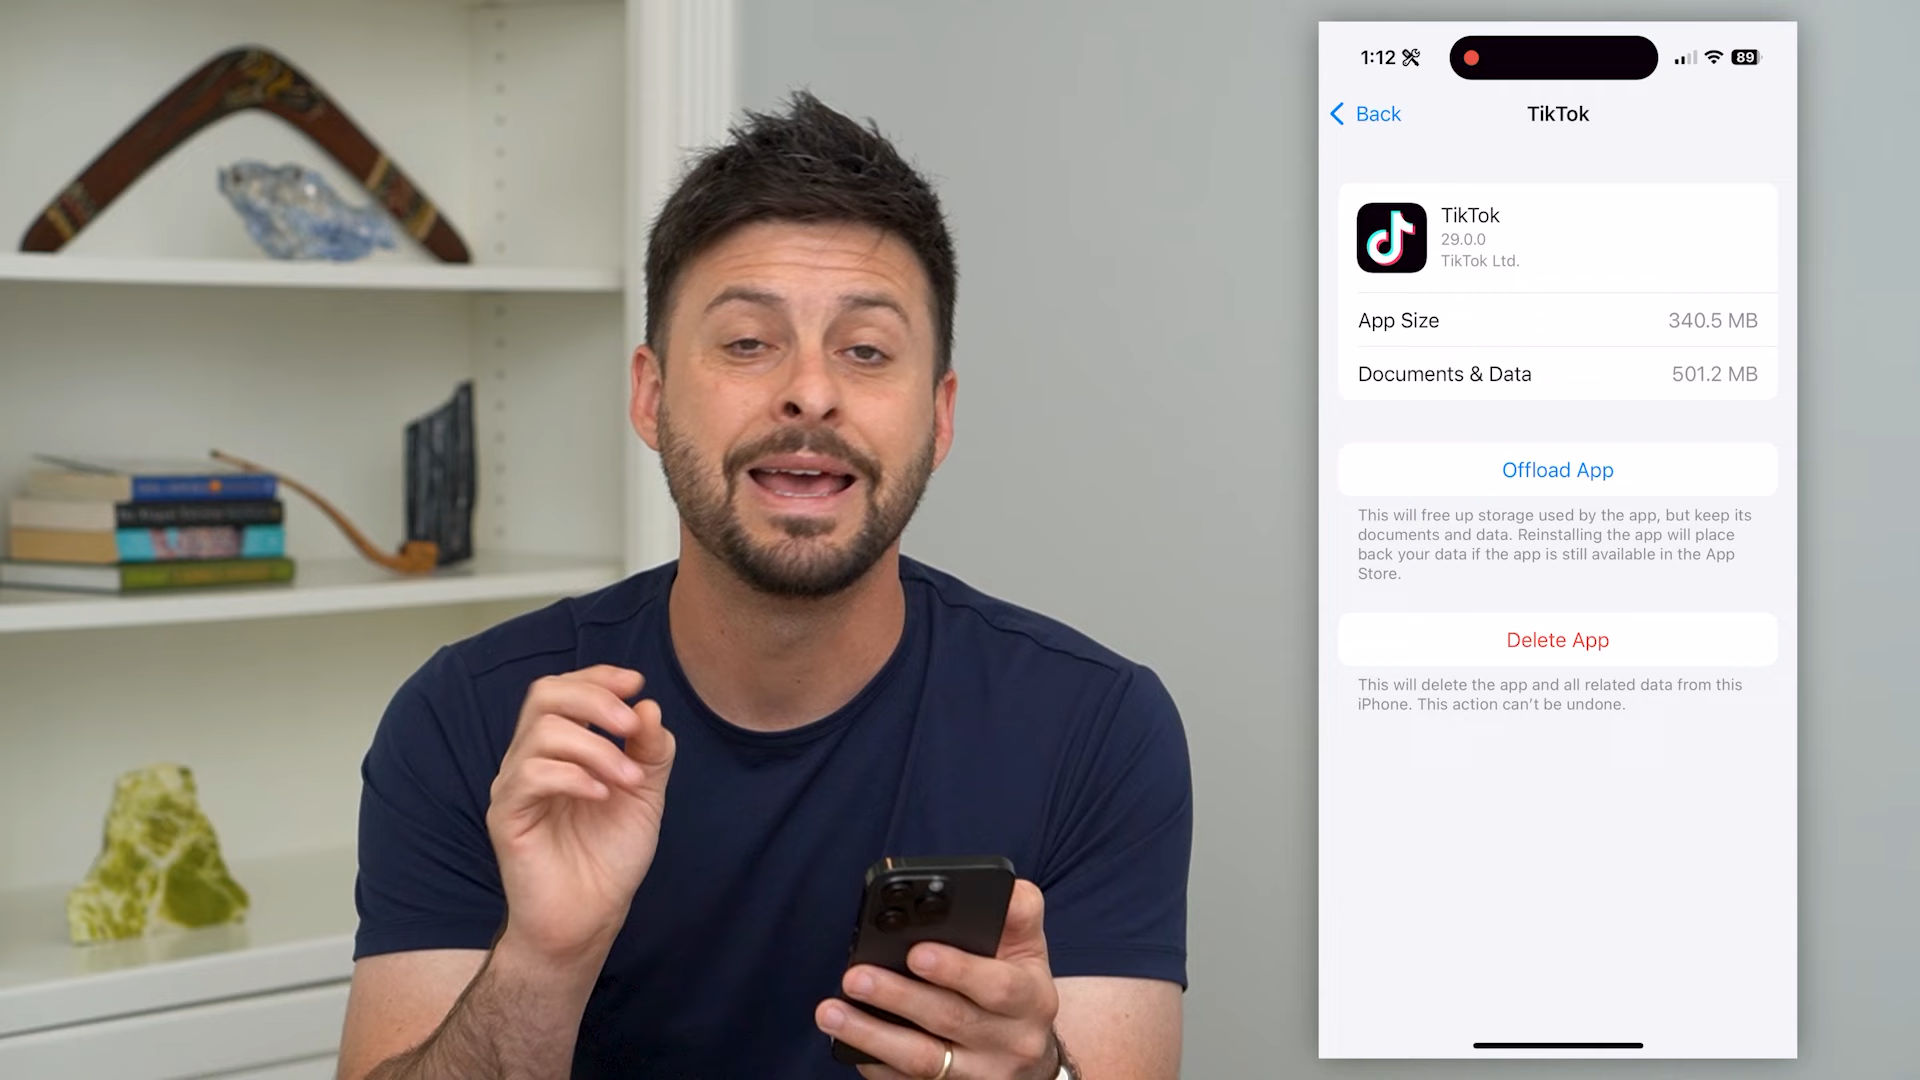 1:12
89
Back
TikTok
TikTok
29.0.0
TikTok Ltd.
App Size 340.5 MB
Documents & Data 501.2 MB
Offload App
This will free up storage used by the app, but keep its
documents and data. Reinstalling the app will place
back your data if the app is still available in the App
Store.
Delete App
This will delete the app and all related data from this
iPhone. This action can’t be undone.